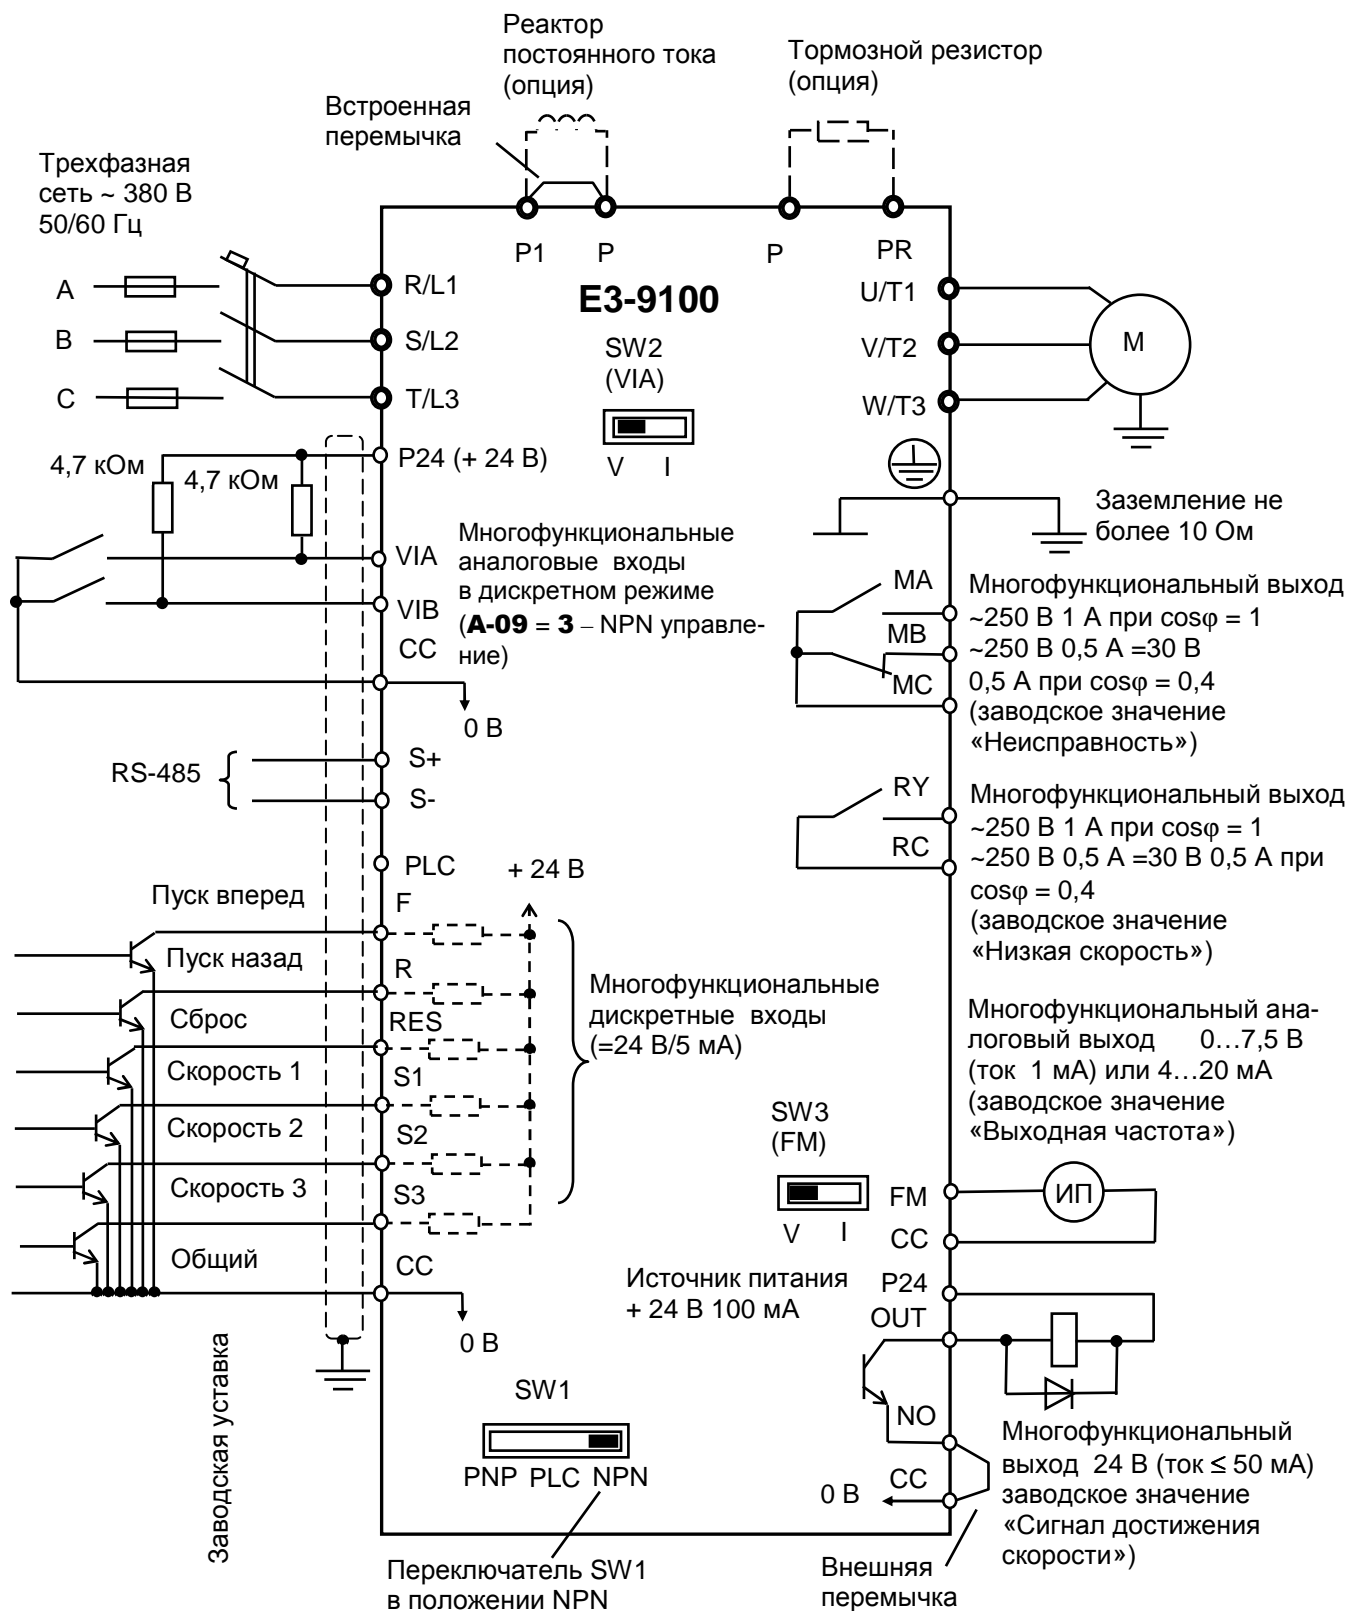 Реактор
постоянного тока
(опция)
Тормозной резистор
(опция)
Встроенная
перемычка
Трехфазная
сеть ~ 380 В
50/60 Гц
P1
P
P
PR
A
R/L1
E3-9100
U/T1
B
S/L2
SW2
(VIA)
V/T2
M
C
T/L3
W/T3
V I
4,7 кОм
4,7 кОм
P24 (+ 24 В)
Заземление не
более 10 Ом
VIA
VIB
CC
Многофункциональные
аналоговые входы
в дискретном режиме
(A-09 = 3 – NPN управле-
ние)
0 В
MA
MB
MC
Многофункциональный выход
~250 В 1 А при cosφ = 1
~250 В 0,5 А =30 В
0,5 А при cosφ = 0,4
(заводское значение
«Неисправность»)
RS-485
S+
S-
RY
RC
Многофункциональный выход
~250 В 1 А при cosφ = 1
~250 В 0,5 А =30 В 0,5 А при
cosφ = 0,4
(заводское значение
«Низкая скорость»)
PLC
+ 24 В
Пуск вперед
F
Пуск назад
R
Сброс
RES
Скорость 1
S1
Скорость 2
S2
Скорость 3
S3
Общий
CC
0 В
Многофункциональные
дискретные входы
(=24 В/5 мА)
Многофункциональный ана-
логовый выход 0…7,5 В
(ток 1 мА) или 4…20 мА
(заводское значение
«Выходная частота»)
SW3
(FM)
V I
FM
ИП
CC
Источник питания
+ 24 В 100 мА
P24
OUT
NO
CC
0 В
Многофункциональный
выход 24 В (ток ≤ 50 мА)
заводское значение
«Сигнал достижения
скорости»)
Заводская уставка
SW1
PNP PLC NPN
Переключатель SW1
в положении NPN
Внешняя
перемычка